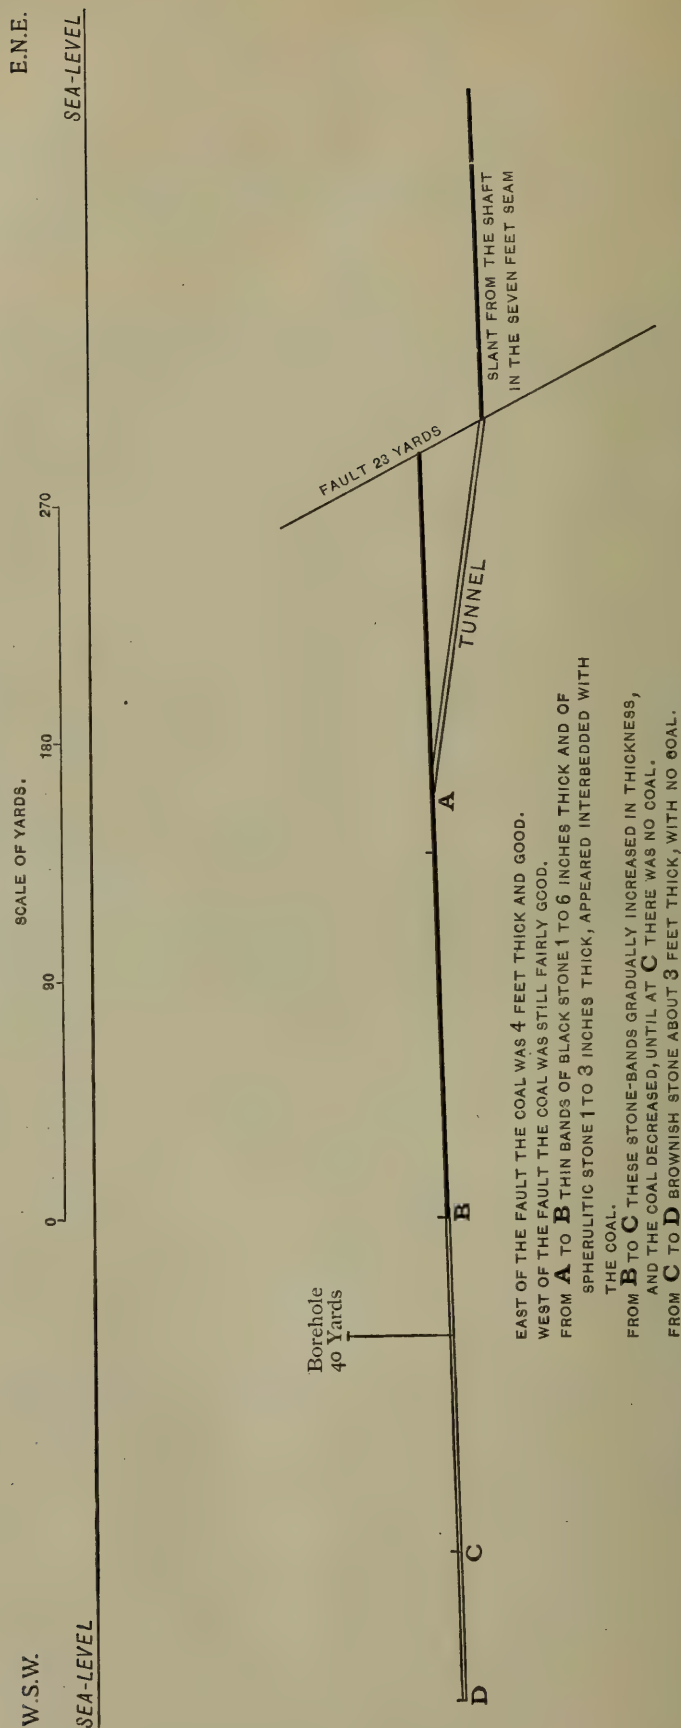 W.S.W.
E.N.E.
SCALE OF YARDS.
0 90 180 270
SEA-LEVEL
SEA-LEVEL
Borehole
40 Yards
FAULT 23 YARDS
TUNNEL
SLANT FROM THE SHAFT
IN THE SEVEN FEET SEAM
D
C
B
A
EAST OF THE FAULT THE COAL WAS 4 FEET THICK AND GOOD.
WEST OF THE FAULT THE COAL WAS STILL FAIRLY GOOD.
FROM A TO B THIN BANDS OF BLACK STONE 1 TO 6 INCHES THICK AND OF
SPHERULITIC STONE 1 TO 3 INCHES THICK, APPEARED INTERBEDDED WITH
THE COAL.
FROM B TO C THESE STONE-BANDS GRADUALLY INCREASED IN THICKNESS,
AND THE COAL DECREASED, UNTIL AT C THERE WAS NO COAL.
FROM C TO D BROWNISH STONE ABOUT 3 FEET THICK, WITH NO COAL.